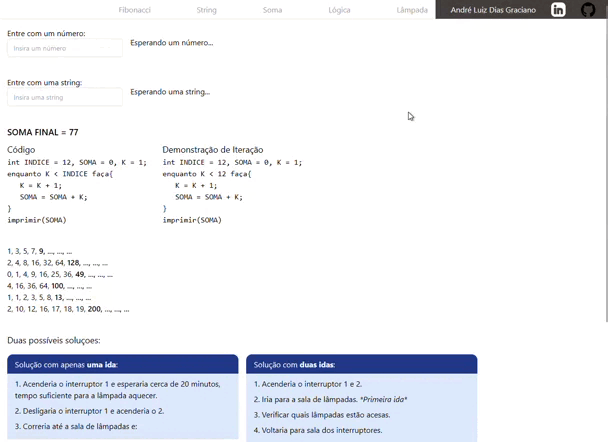 Fibonacci String Soma Lógica Lâmpada André Luiz Dias Graciano in
Entre com um número:
Insira um número
Esperando um número...
Entre com uma string:
Insira uma string
Esperando uma string...
SOMA FINAL = 77
Código
int INDICE = 12, SOMA = 0, K = 1;
enquanto K < INDICE faça{
K = K + 1;
SOMA = SOMA + K;
}
imprimir(SOMA)
Demonstração de Iteração
int INDICE = 12, SOMA = 0, K = 1;
enquanto K < 12 faça{
K = K + 1;
SOMA = SOMA + K;
}
imprimir(SOMA)
1, 3, 5, 7, 9, ..., ..., ...
2, 4, 8, 16, 32, 64, 128, ..., ..., ...
0, 1, 4, 9, 16, 25, 36, 49, ..., ..., ...
4, 16, 36, 64, 100, ..., ..., ...
1, 1, 2, 3, 5, 8, 13, ..., ..., ...
2, 10, 12, 16, 17, 18, 19, 200, ..., ..., ...
Duas possíveis soluçoes:
Solução com apenas uma ida:
1. Acenderia o interruptor 1 e esperaria cerca de 20 minutos,
tempo suficiente para a lâmpada aquecer.
2. Desligaria o interruptor 1 e acenderia o 2.
3. Correria até a sala de lâmpadas e:
Solução com duas idas:
1. Acenderia o interruptor 1 e 2.
2. Iria para a sala de lâmpadas. *Primeira ida*
3. Verificar quais lâmpadas estão acesas.
4. Voltaria para sala dos interruptores.